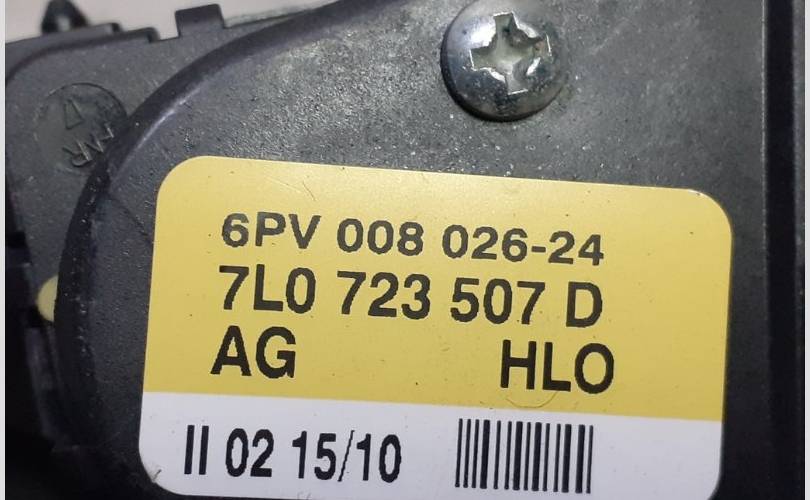 6PV 008 026-24
7L0 723 507 D
AG HLO
II 02 15/10